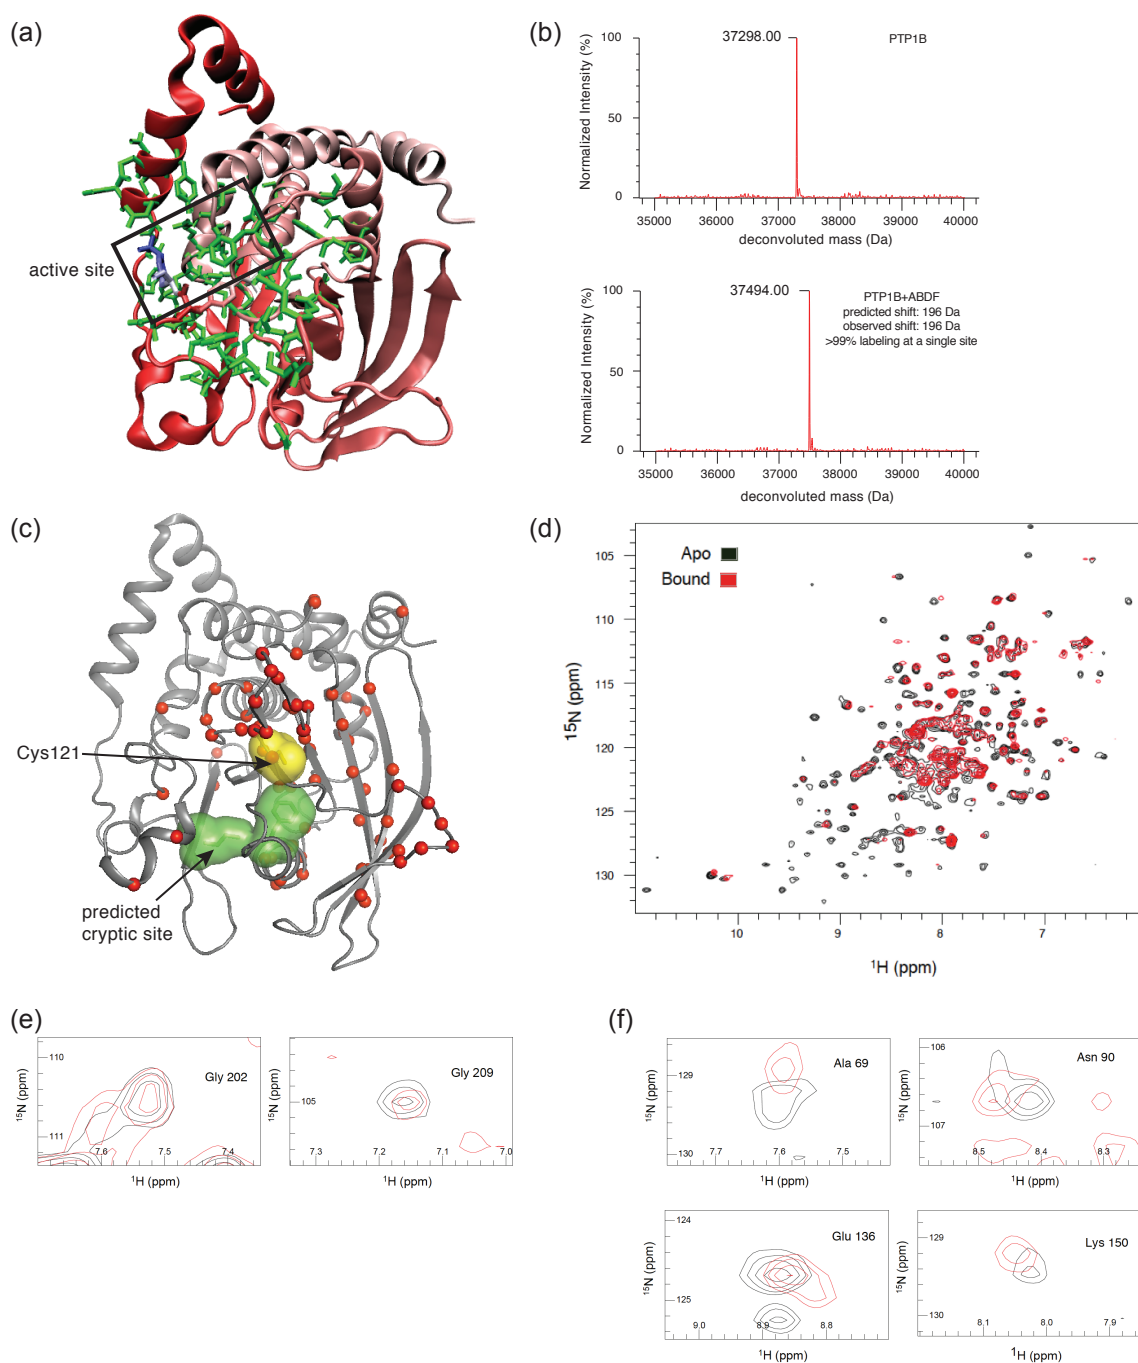 (a)
active site
(b)
Normalized Intensity (%)
100
50
0
37298.00
PTP1B
35000 36000 37000 38000 39000 40000
deconvoluted mass (Da)
Normalized Intensity (%)
100
50
0
37494.00
PTP1B+ABDF
predicted shift: 196 Da
observed shift: 196 Da
>99% labeling at a single site
35000 36000 37000 38000 39000 40000
deconvoluted mass (Da)
(c)
Cys121
predicted
cryptic site
(d)
Apo
Bound
15N (ppm)
105
110
115
120
125
130
10 9 8 7
1H (ppm)
(e)
15N (ppm)
110
111
Gly 202
7.6 7.5 7.4
1H (ppm)
15N (ppm)
105
Gly 209
7.3 7.2 7.1 7.0
1H (ppm)
(f)
15N (ppm)
129
130
Ala 69
7.7 7.6 7.5
1H (ppm)
15N (ppm)
106
107
Asn 90
8.5 8.4 8.3
1H (ppm)
15N (ppm)
124
125
Glu 136
9.0 8.9 8.8
1H (ppm)
15N (ppm)
129
130
Lys 150
8.1 8.0 7.9
1H (ppm)